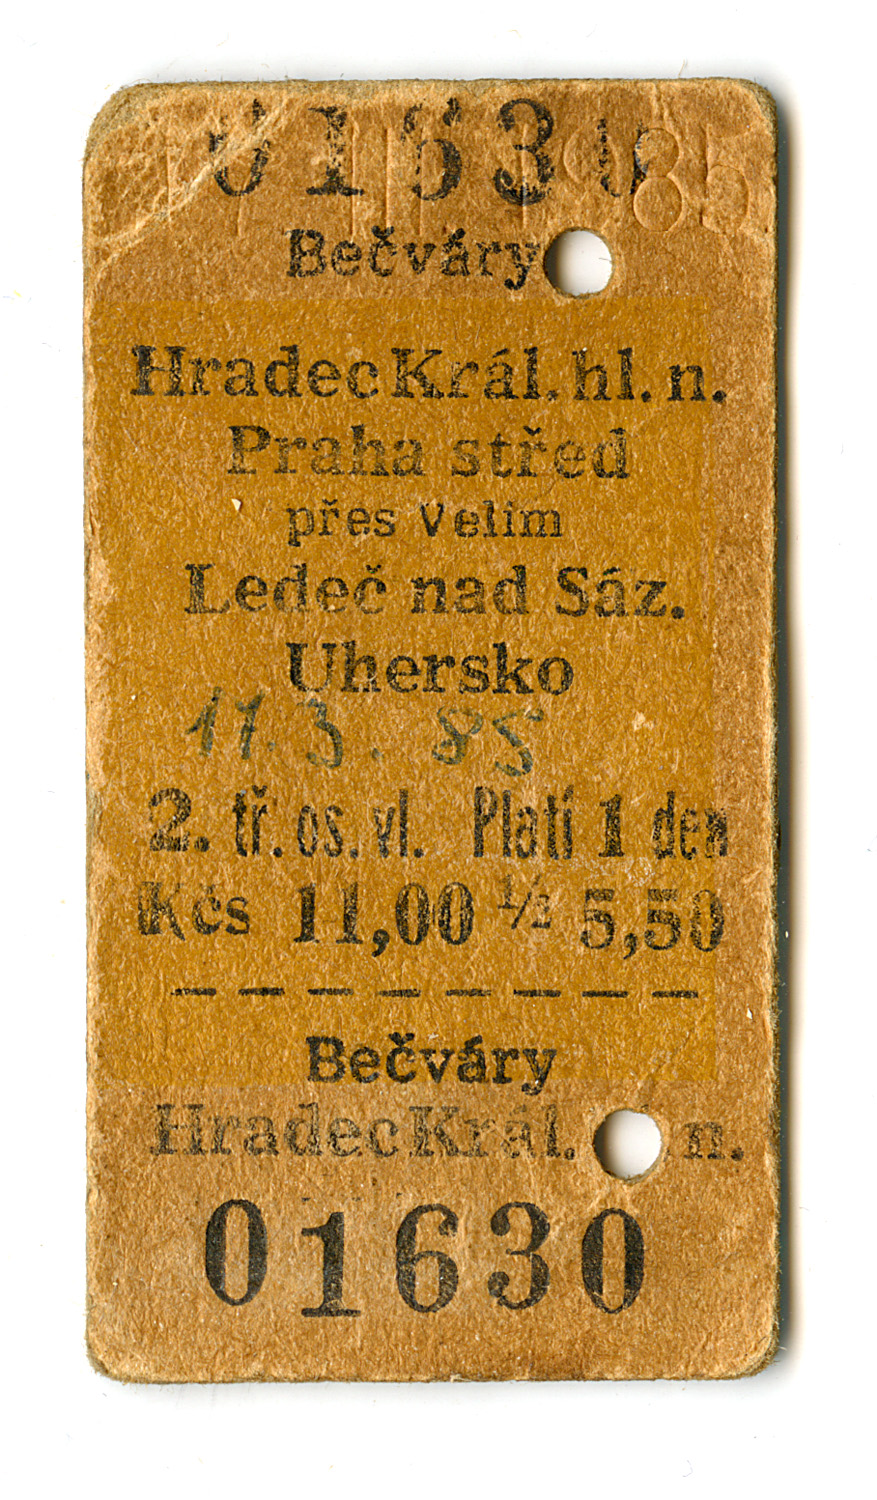 01630
Bečváry
Hradec Král. hl. n.
Praha střed
přes Velim
Ledeč nad Sáz.
Uhersko
11.3.85
2. tř. os. vl. Platí 1 den
Kčs 11,00 ½ 5,50
Bečváry
Hradec Král. n.
01630